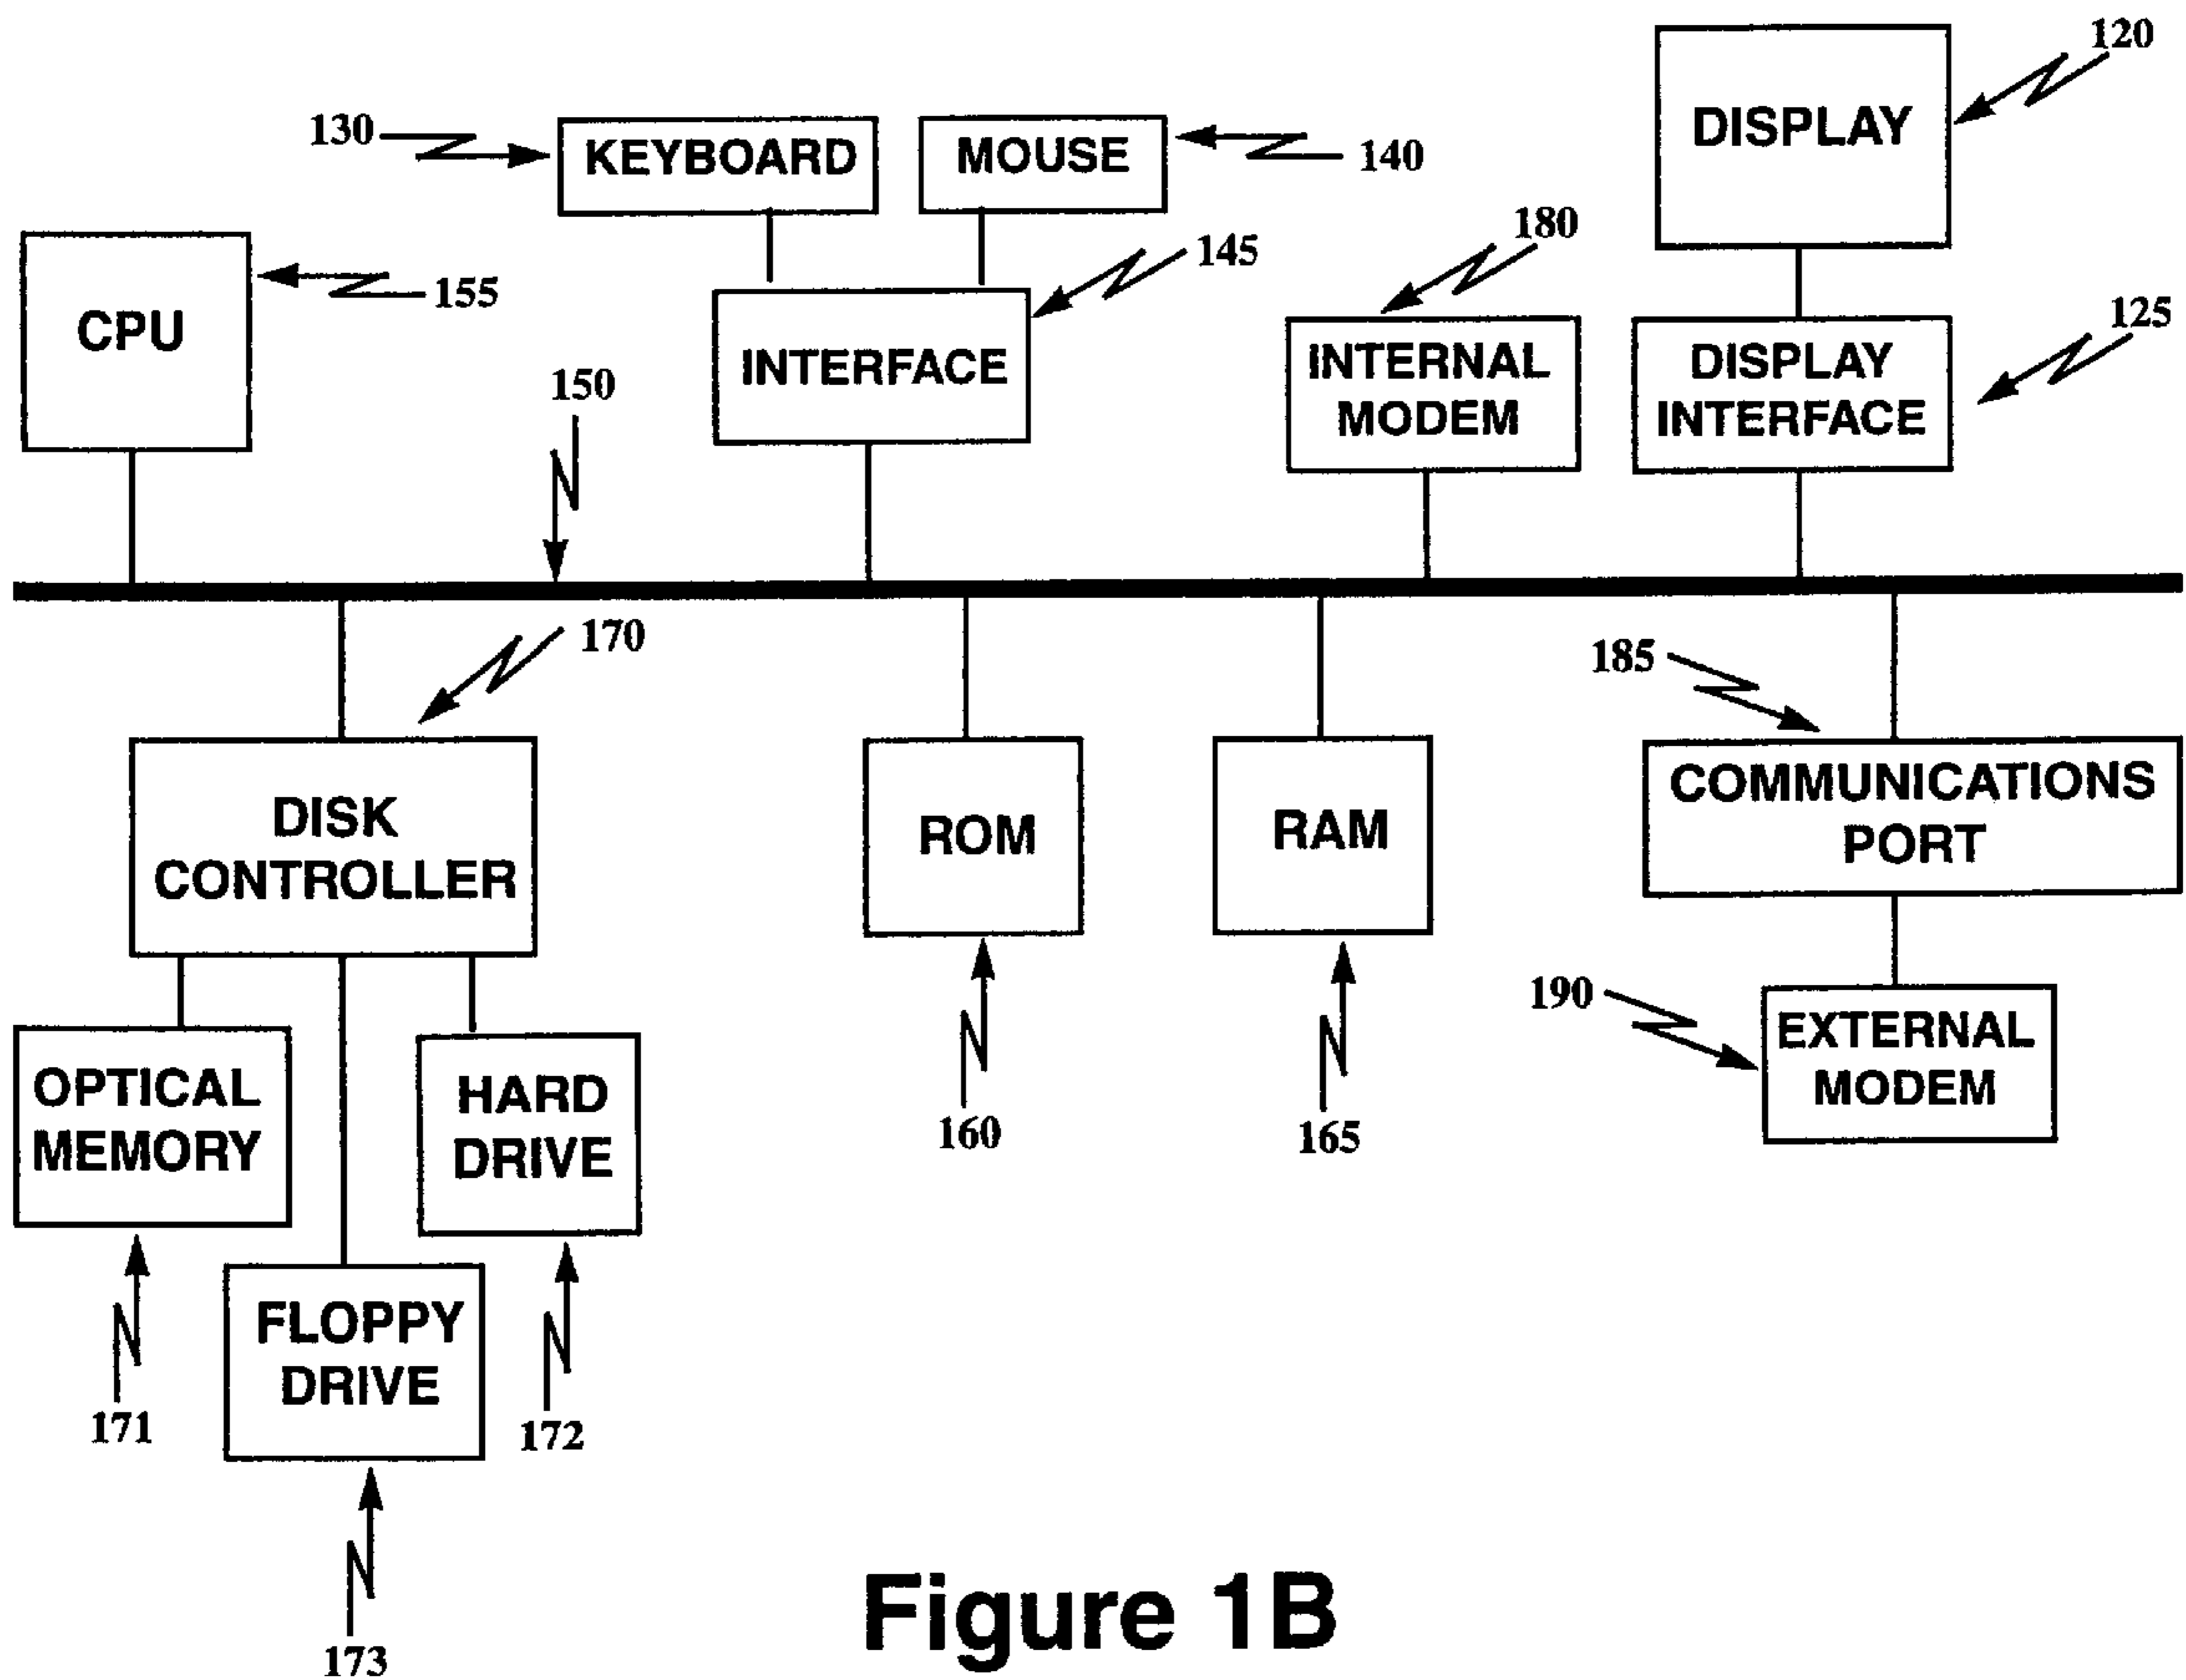 120
DISPLAY
130
KEYBOARD
MOUSE
140
180
145
CPU
155
INTERFACE
150
INTERNAL
MODEM
DISPLAY
INTERFACE
125
170
185
DISK
CONTROLLER
ROM
RAM
COMMUNICATIONS
PORT
190
EXTERNAL
MODEM
160
165
OPTICAL
MEMORY
HARD
DRIVE
FLOPPY
DRIVE
171
172
173
Figure 1B